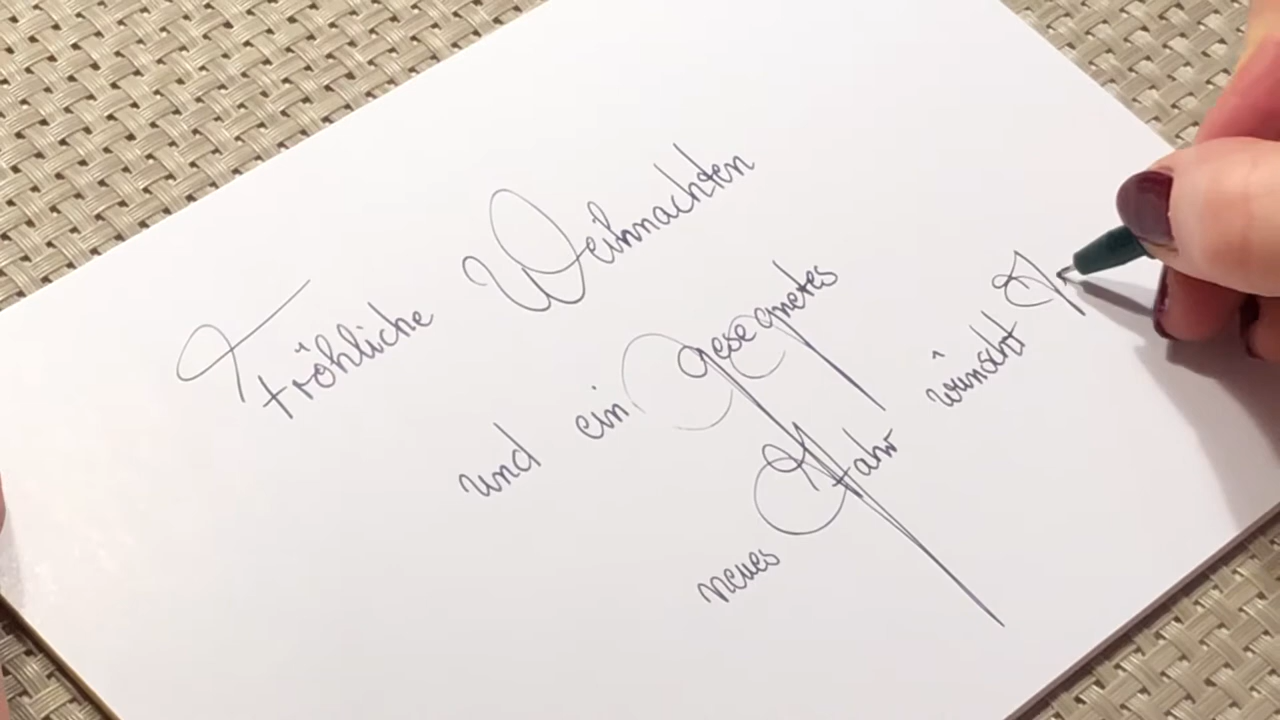 Fröhliche Weihnachten
und ein gesegnetes
neues Jahr wünscht